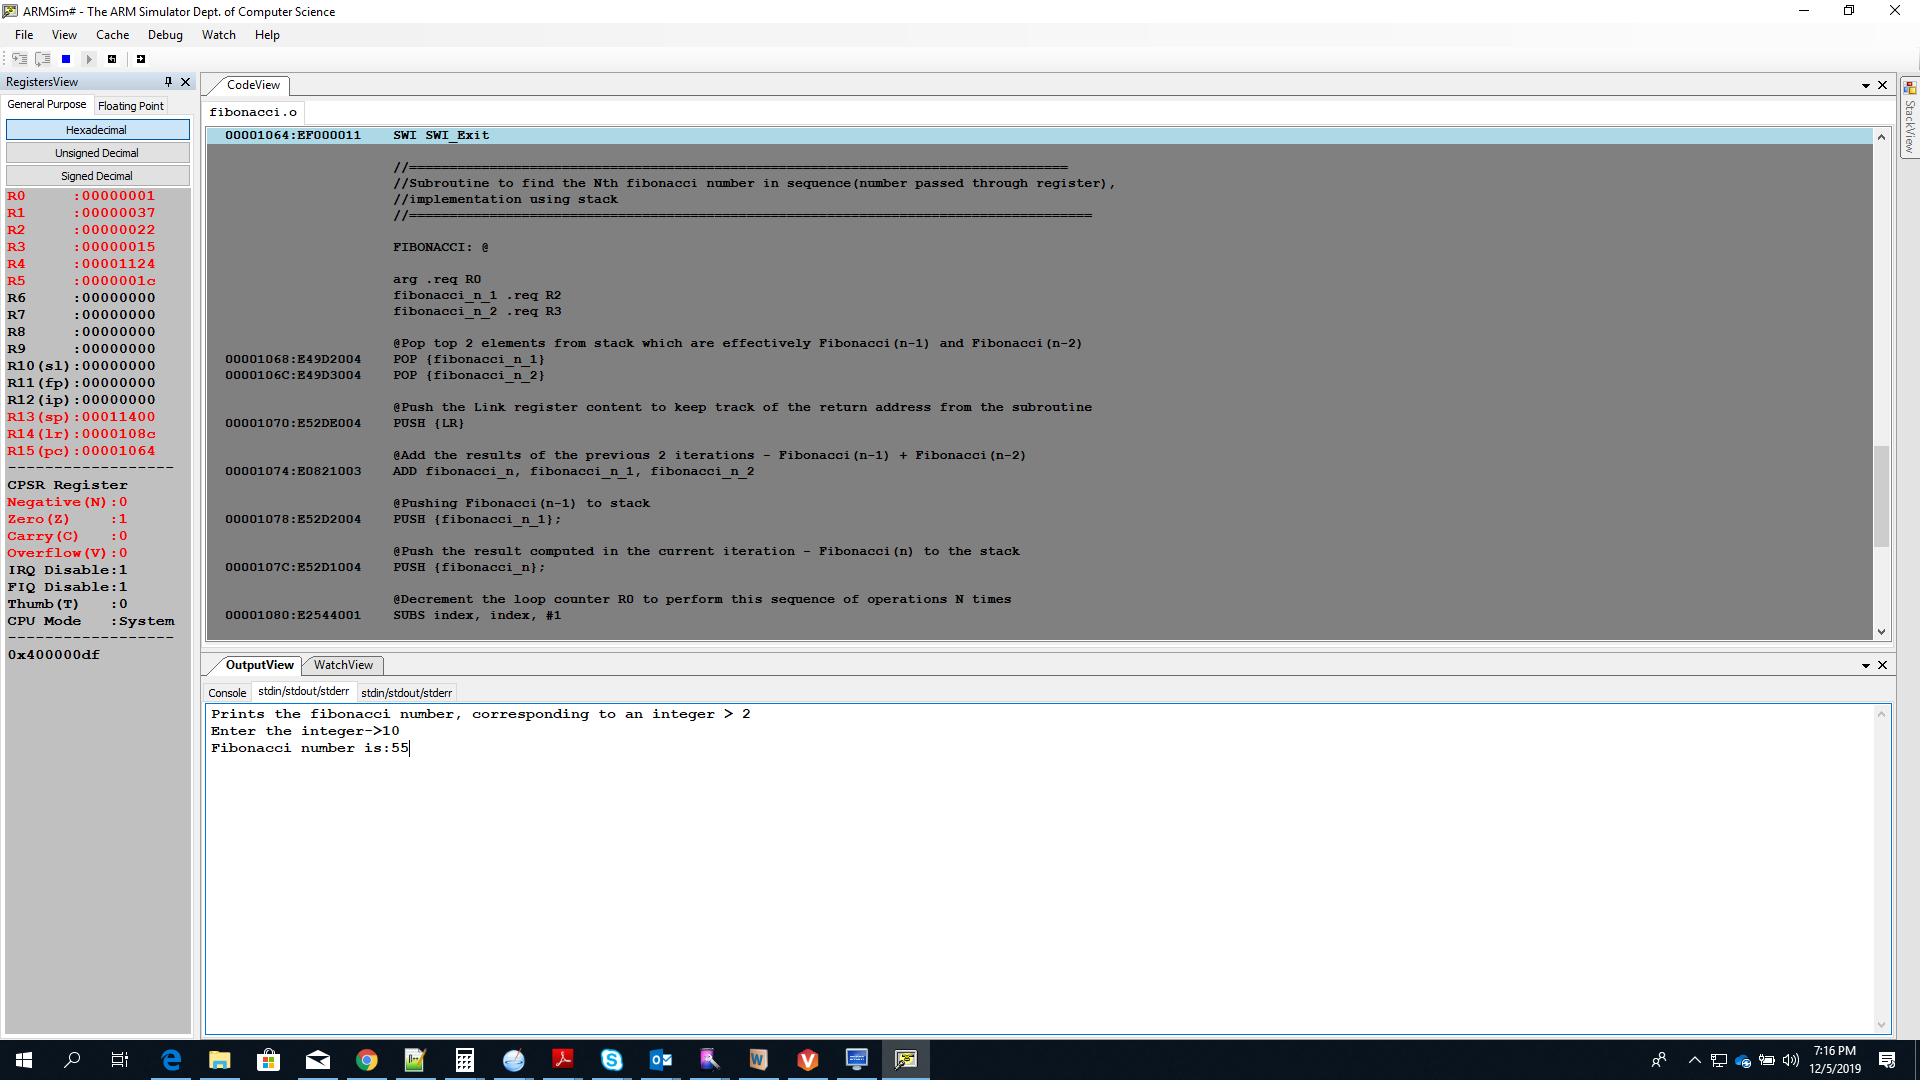 ARMSim# - The ARM Simulator Dept. of Computer Science
File View Cache Debug Watch Help
RegistersView
General Purpose Floating Point
Hexadecimal
Unsigned Decimal
Signed Decimal
R0 :00000001
R1 :00000037
R2 :00000022
R3 :00000015
R4 :00001124
R5 :0000001c
R6 :00000000
R7 :00000000
R8 :00000000
R9 :00000000
R10(sl):00000000
R11(fp):00000000
R12(ip):00000000
R13(sp):00011400
R14(lr):0000108c
R15(pc):00001064
------------------
CPSR Register
Negative(N):0
Zero(Z) :1
Carry(C) :0
Overflow(V):0
IRQ Disable:1
FIQ Disable:1
Thumb(T) :0
CPU Mode :System
------------------
0x400000df
CodeView
fibonacci.o
00001064:EF000011 SWI SWI_Exit
//==================================================================================
//Subroutine to find the Nth fibonacci number in sequence(number passed through register),
//implementation using stack
//=====================================================================================
FIBONACCI: @
arg .req R0
fibonacci_n_1 .req R2
fibonacci_n_2 .req R3
@Pop top 2 elements from stack which are effectively Fibonacci(n-1) and Fibonacci(n-2)
00001068:E49D2004 POP {fibonacci_n_1}
0000106C:E49D3004 POP {fibonacci_n_2}
@Push the Link register content to keep track of the return address from the subroutine
00001070:E52DE004 PUSH {LR}
@Add the results of the previous 2 iterations - Fibonacci(n-1) + Fibonacci(n-2)
00001074:E0821003 ADD fibonacci_n, fibonacci_n_1, fibonacci_n_2
@Pushing Fibonacci(n-1) to stack
00001078:E52D2004 PUSH {fibonacci_n_1};
@Push the result computed in the current iteration - Fibonacci(n) to the stack
0000107C:E52D1004 PUSH {fibonacci_n};
@Decrement the loop counter R0 to perform this sequence of operations N times
00001080:E2544001 SUBS index, index, #1
StackView
OutputView WatchView
Console stdin/stdout/stderr stdin/stdout/stderr
Prints the fibonacci number, corresponding to an integer > 2
Enter the integer->10
Fibonacci number is:55
7:16 PM
12/5/2019